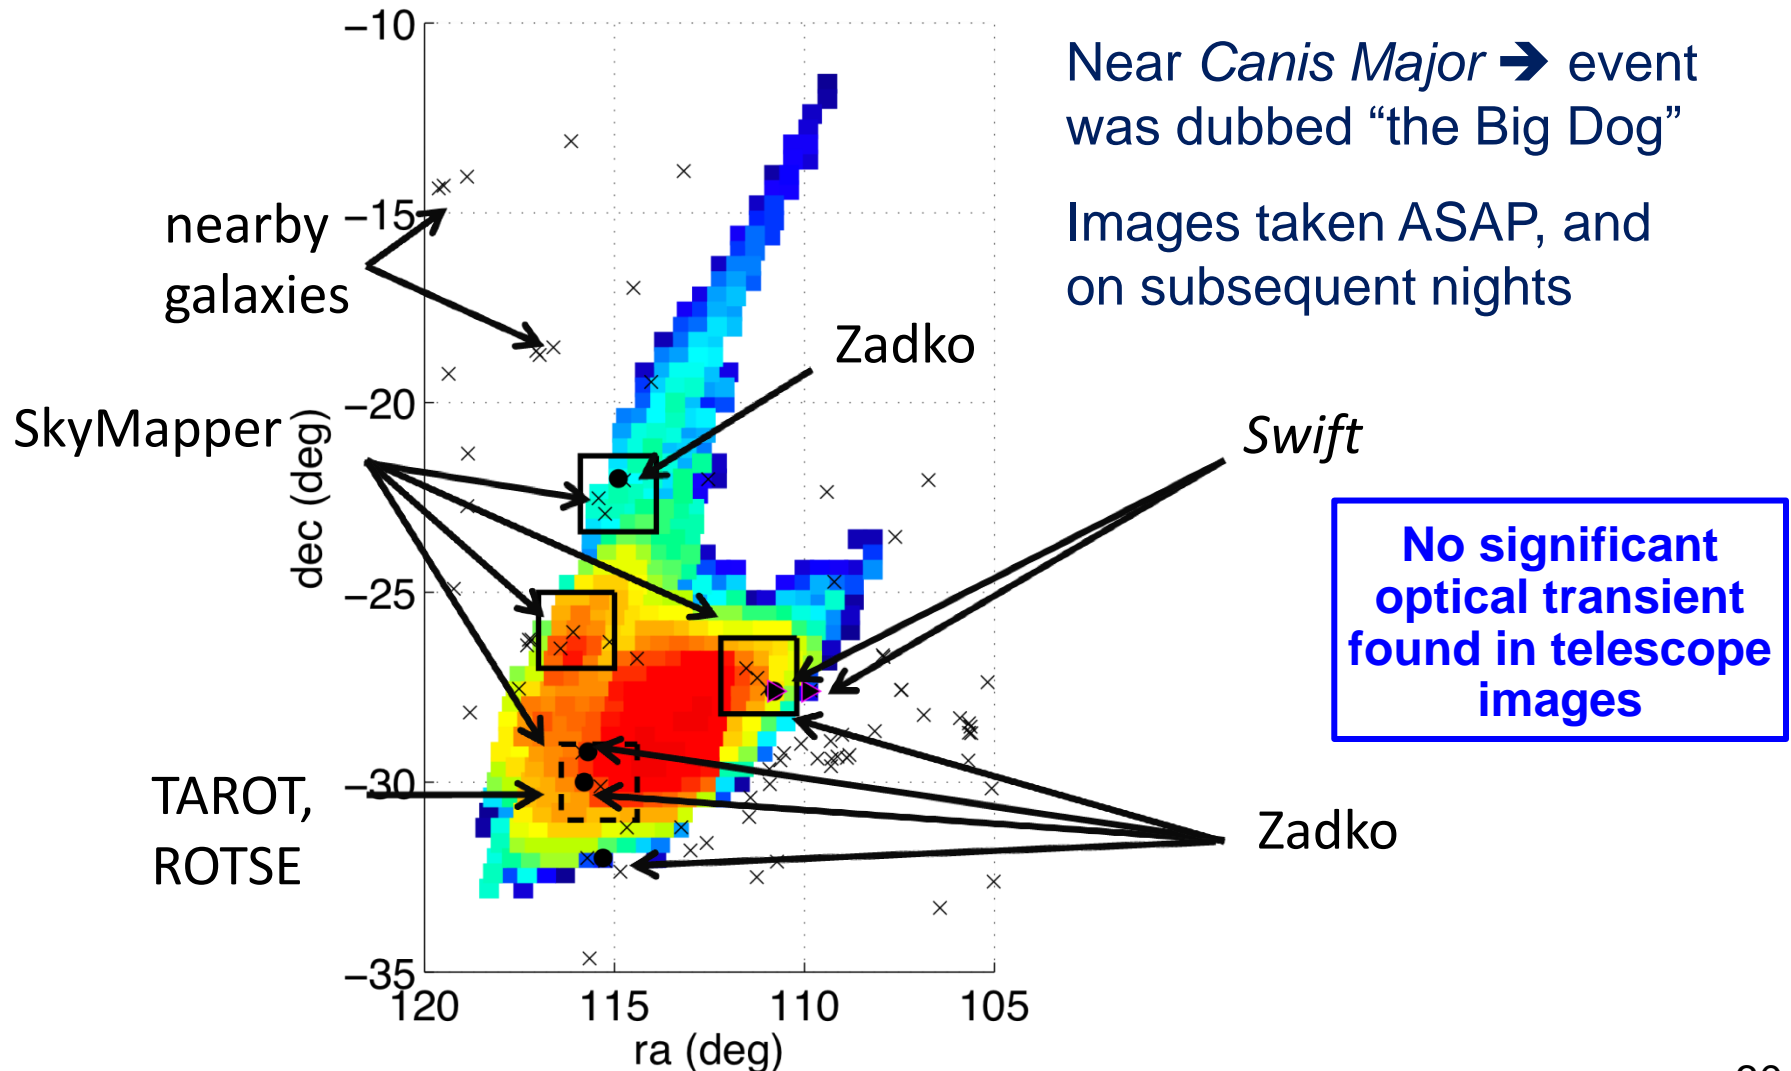 Near Canis Major ➔ event
was dubbed “the Big Dog”
Images taken ASAP, and
on subsequent nights
nearby
galaxies
Zadko
SkyMapper
Swift
No significant
optical transient
found in telescope
images
TAROT,
ROTSE
Zadko
dec (deg)
−10
−15
−20
−25
−30
−35
120
115
110
105
ra (deg)